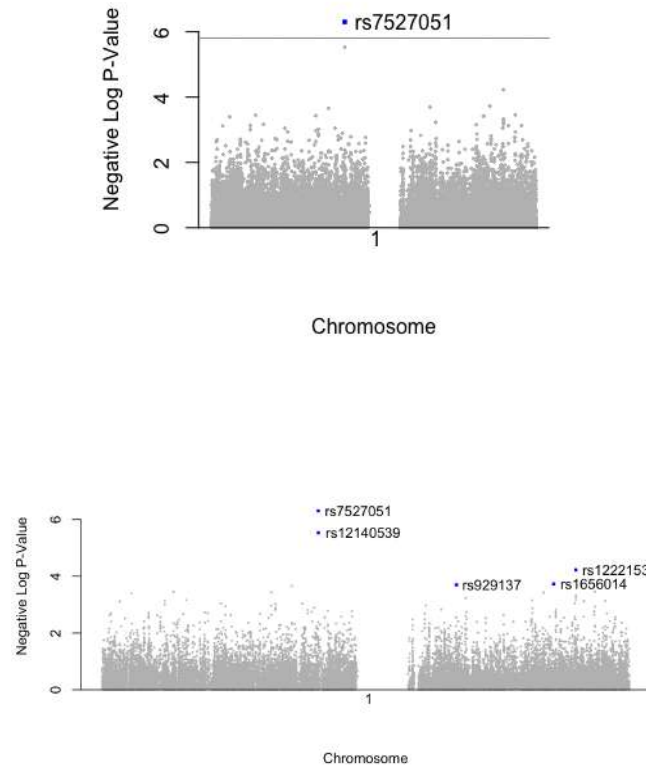 rs7527051
6
4
2
0
Negative Log P-Value
1
Chromosome
rs7527051
rs12140539
rs1222153
rs929137
rs1656014
6
4
2
0
Negative Log P-Value
1
Chromosome